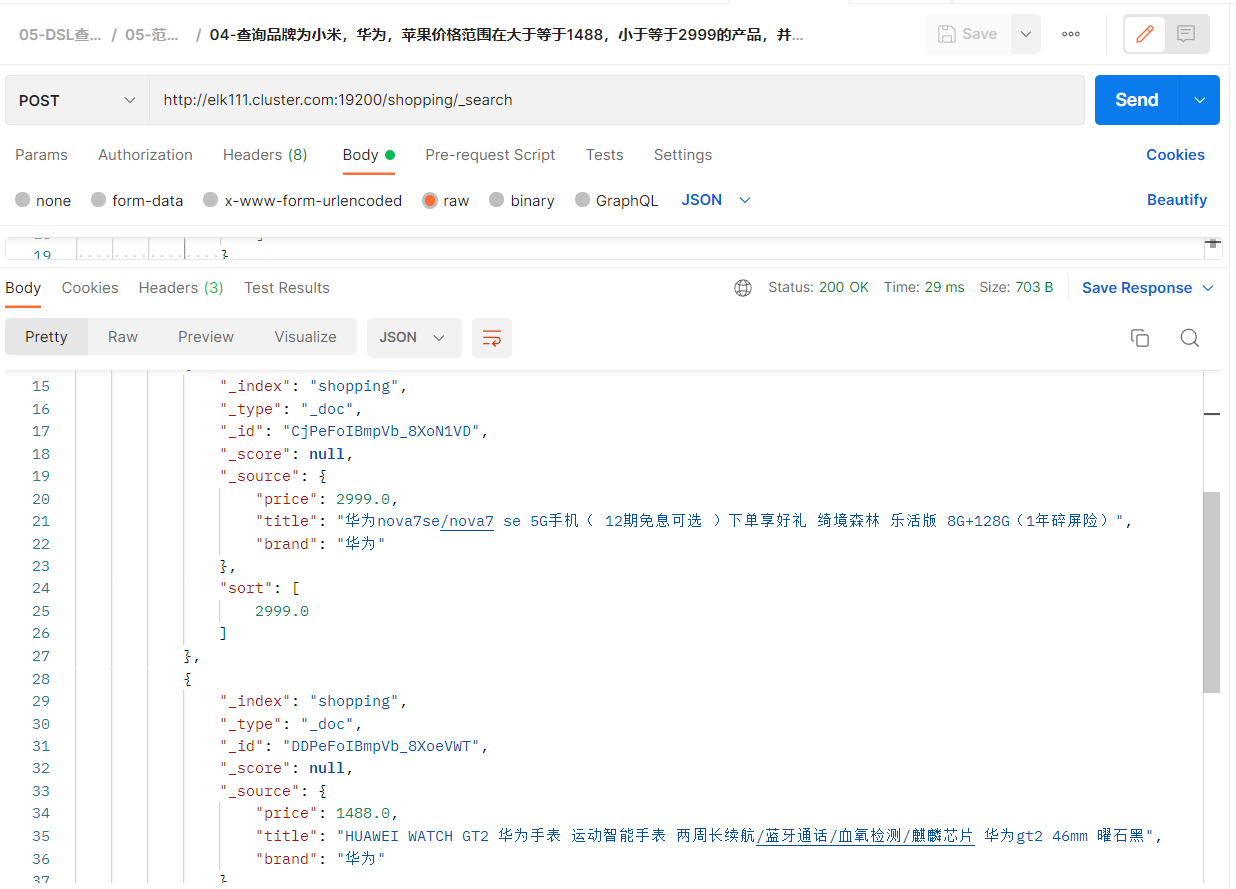 05-DSL查... / 05-范... / 04-查询品牌为小米，华为，苹果价格范围在大于等于1488，小于等于2999的产品，并... Save
POST http://elk111.cluster.com:19200/shopping/_search Send
Params Authorization Headers (8) Body Pre-request Script Tests Settings Cookies
none form-data x-www-form-urlencoded raw binary GraphQL JSON Beautify
19 }
Body Cookies Headers (3) Test Results Status: 200 OK Time: 29 ms Size: 703 B Save Response
Pretty Raw Preview Visualize JSON
15 "_index": "shopping",
16 "_type": "_doc",
17 "_id": "CjPeFoIBmpVb_8XoN1VD",
18 "_score": null,
19 "_source": {
20 "price": 2999.0,
21 "title": "华为nova7se/nova7 se 5G手机（ 12期免息可选 ）下单享好礼 绮境森林 乐活版 8G+128G（1年碎屏险）",
22 "brand": "华为"
23 },
24 "sort": [
25 2999.0
26 ]
27 },
28 {
29 "_index": "shopping",
30 "_type": "_doc",
31 "_id": "DDPeFoIBmpVb_8XoeVWT",
32 "_score": null,
33 "_source": {
34 "price": 1488.0,
35 "title": "HUAWEI WATCH GT2 华为手表 运动智能手表 两周长续航/蓝牙通话/血氧检测/麒麟芯片 华为gt2 46mm 曜石黑",
36 "brand": "华为"
37 }